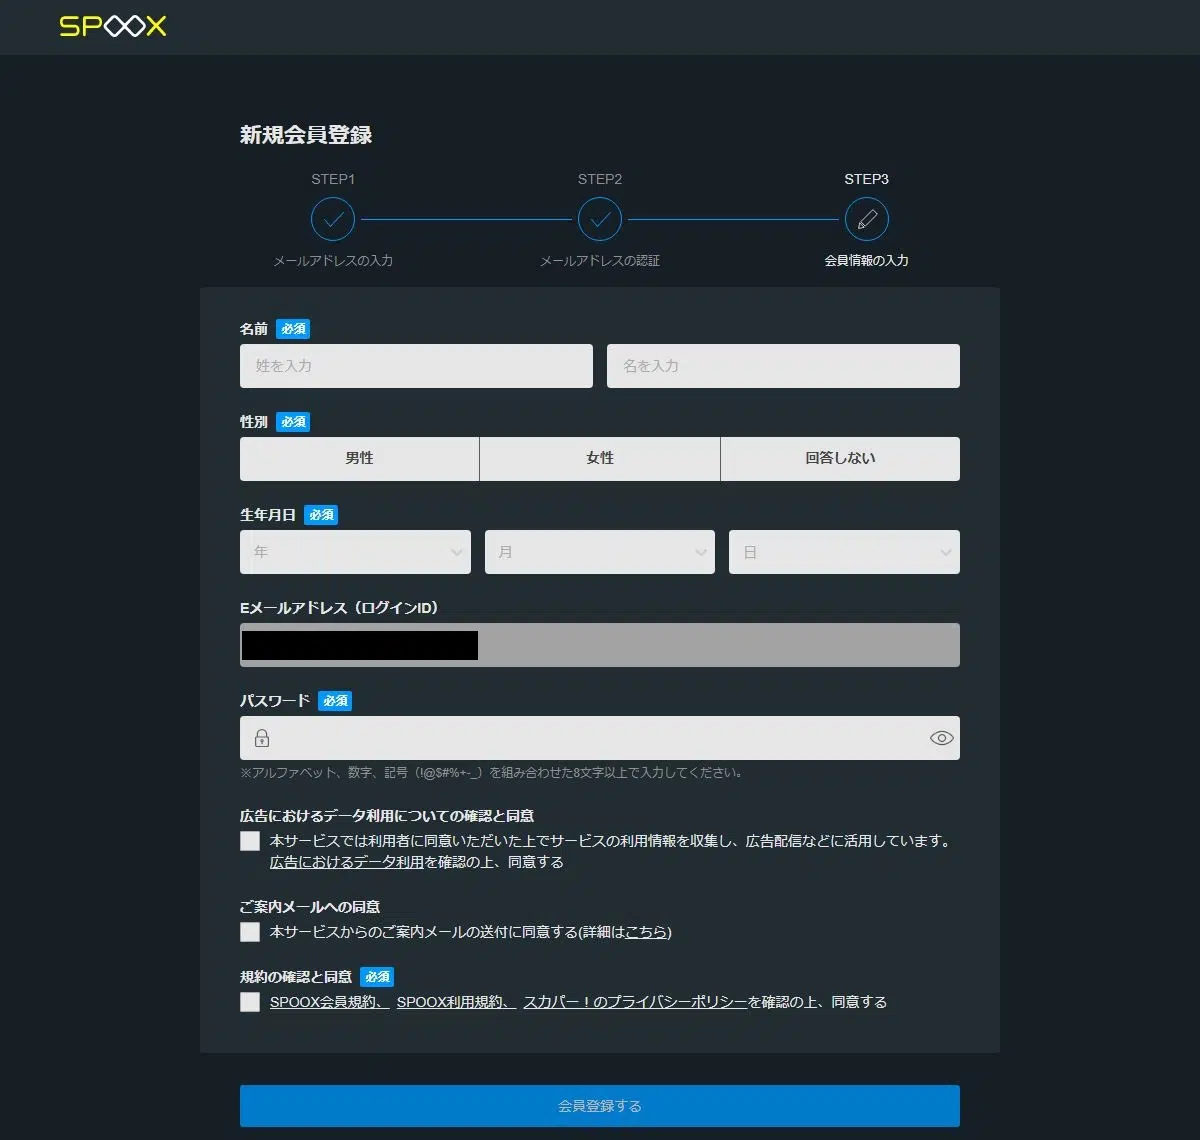 SPOOX
新規会員登録
STEP1 STEP2 STEP3
メールアドレスの入力 メールアドレスの認証 会員情報の入力
名前 必須
姓を入力 名を入力
性別 必須
男性 女性 回答しない
生年月日 必須
年 月 日
Eメールアドレス（ログインID）
パスワード 必須
※アルファベット、数字、記号（!@$#%+-_）を組み合わせた8文字以上で入力してください。
広告におけるデータ利用についての確認と同意
本サービスでは利用者に同意いただいた上でサービスの利用情報を収集し、広告配信などに活用しています。
広告におけるデータ利用を確認の上、同意する
ご案内メールへの同意
本サービスからのご案内メールの送付に同意する(詳細はこちら)
規約の確認と同意 必須
SPOOX会員規約、 SPOOX利用規約、 スカパー！のプライバシーポリシーを確認の上、同意する
会員登録する